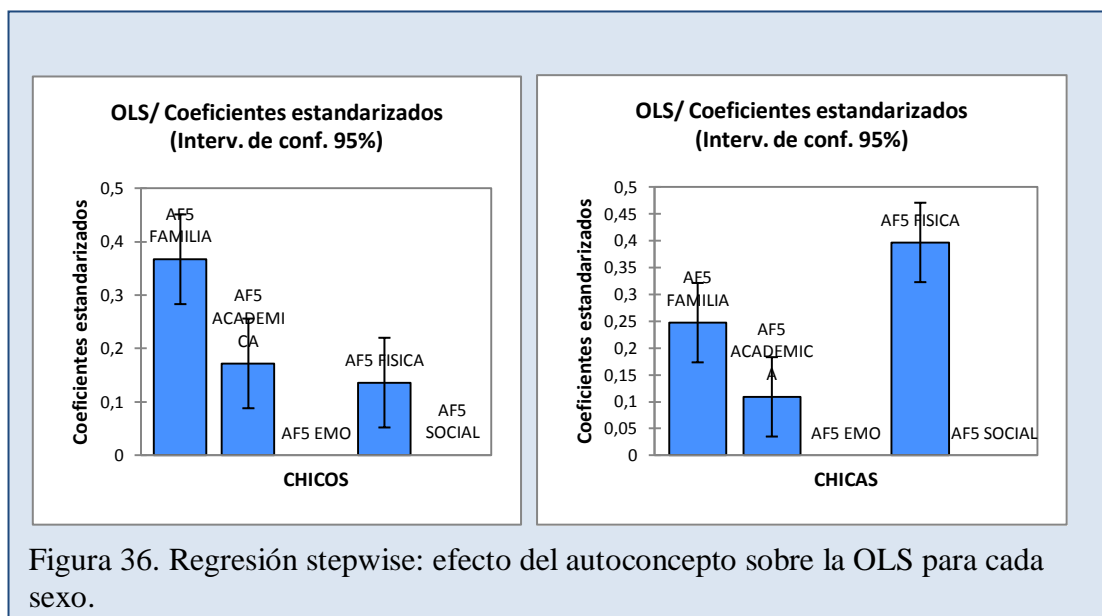 OLS/ Coeficientes estandarizados
(Interv. de conf. 95%)
Coeficientes estandarizados
0,5
0,4
0,3
0,2
0,1
0
AF5
FAMILIA
AF5
ACADEMI
CA
AF5 EMO
AF5 FISICA
AF5
SOCIAL
CHICOS
OLS/ Coeficientes estandarizados
(Interv. de conf. 95%)
Coeficientes estandarizados
0,5
0,45
0,4
0,35
0,3
0,25
0,2
0,15
0,1
0,05
0
AF5
FAMILIA
AF5
ACADEMIC
A
AF5 EMO
AF5 FISICA
AF5 SOCIAL
CHICAS
Figura 36. Regresión stepwise: efecto del autoconcepto sobre la OLS para cada
sexo.